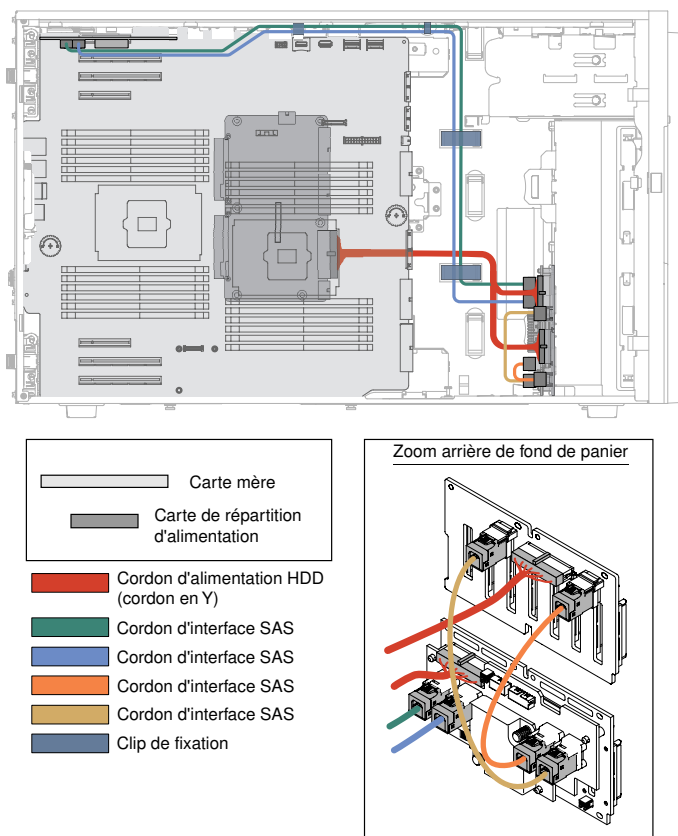 Carte mère
Carte de répartition
d'alimentation
Cordon d'alimentation HDD
(cordon en Y)
Cordon d'interface SAS
Cordon d'interface SAS
Cordon d'interface SAS
Cordon d'interface SAS
Clip de fixation
Zoom arrière de fond de panier